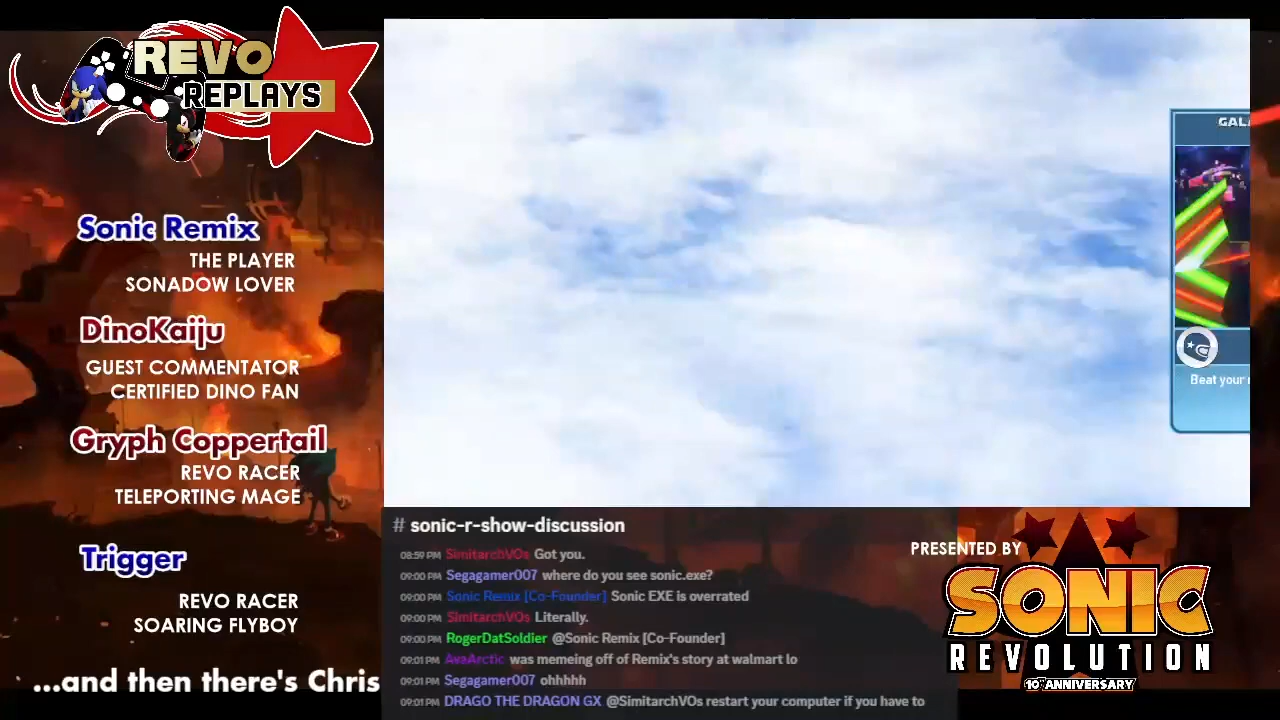 REVO
REPLAYS
Sonic Remix
THE PLAYER
SONADOW LOVER
DinoKaiju
GUEST COMMENTATOR
CERTIFIED DINO FAN
Gryph Coppertail
REVO RACER
TELEPORTING MAGE
Trigger
REVO RACER
SOARING FLYBOY
...and then there's Chris
GALA
Beat your
# sonic-r-show-discussion
08:59 PM SimitarchVOs Got you.
09:00 PM Segagamer007 where do you see sonic.exe?
09:00 PM Sonic Remix [Co-Founder] Sonic EXE is overrated
09:00 PM SimitarchVOs Literally.
09:00 PM RogerDatSoldier @Sonic Remix [Co-Founder]
09:01 PM AvaArctic was memeing off of Remix's story at walmart lo
09:01 PM Segagamer007 ohhhhh
09:01 PM DRAGO THE DRAGON GX @SimitarchVOs restart your computer if you have to
PRESENTED BY
SONIC
REVOLUTION
10TH ANNIVERSARY